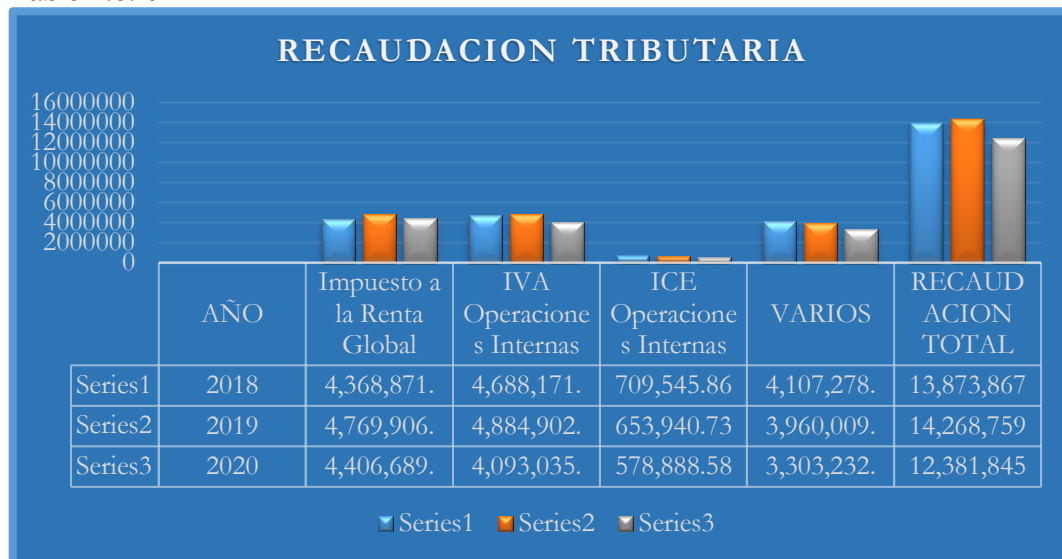 RECAUDACION TRIBUTARIA
16000000
14000000
12000000
10000000
8000000
6000000
4000000
2000000
0
AÑO
Impuesto a
la Renta
Global
IVA
Operacione
s Internas
ICE
Operacione
s Internas
VARIOS
RECAUD
ACION
TOTAL
Series1 2018 4,368,871. 4,688,171. 709,545.86 4,107,278. 13,873,867
Series2 2019 4,769,906. 4,884,902. 653,940.73 3,960,009. 14,268,759
Series3 2020 4,406,689. 4,093,035. 578,888.58 3,303,232. 12,381,845
Series1 Series2 Series3